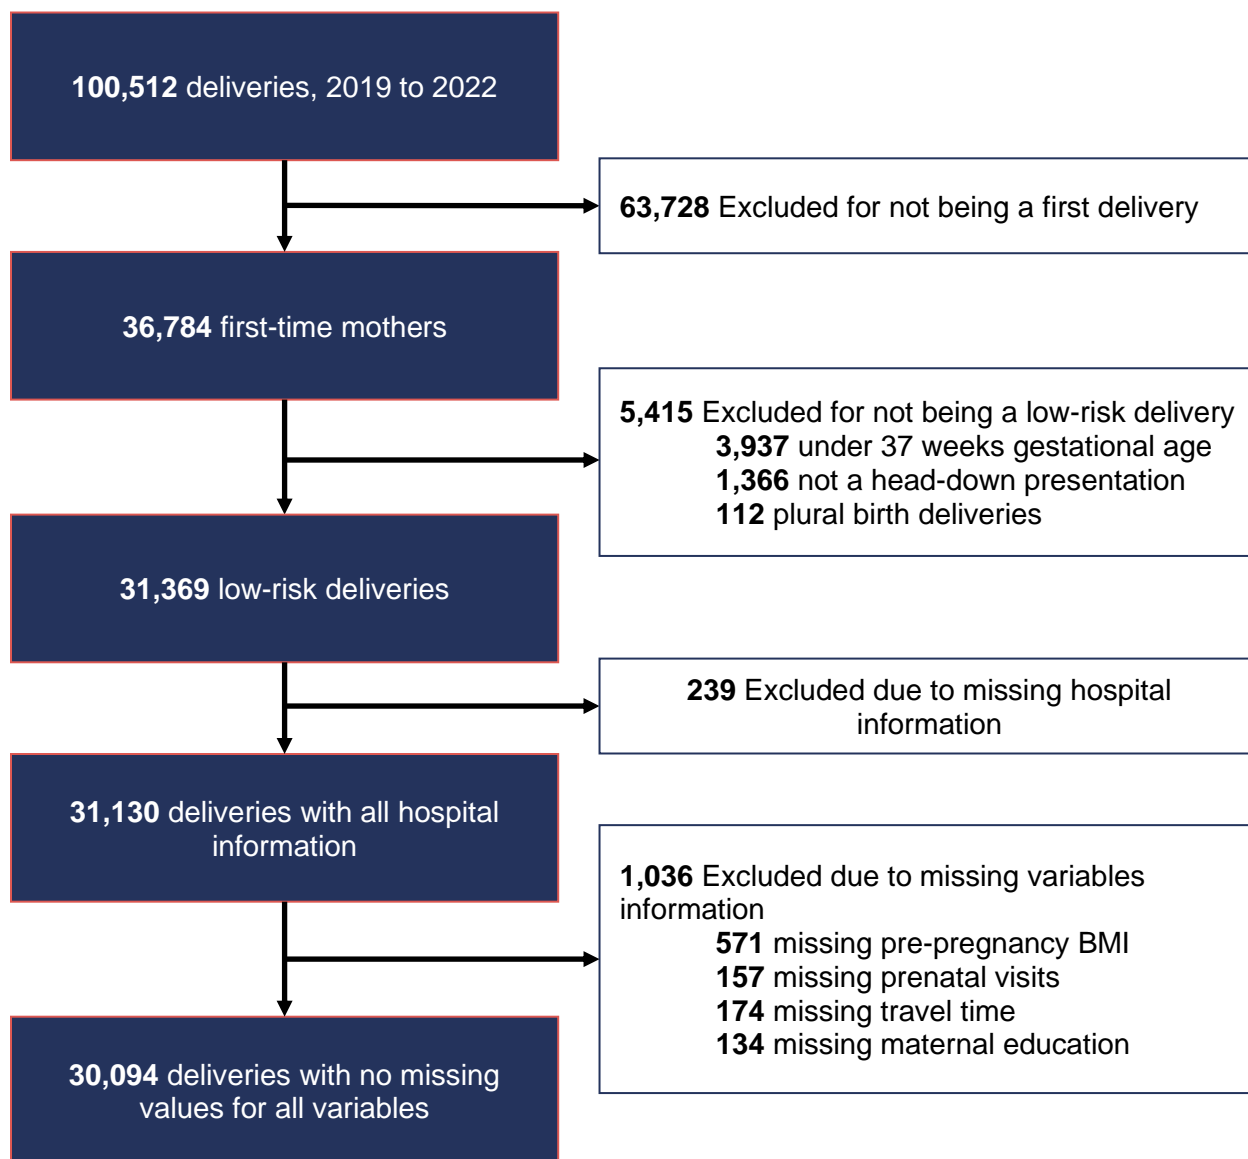 100,512 deliveries, 2019 to 2022
63,728 Excluded for not being a first delivery
36,784 first-time mothers
5,415 Excluded for not being a low-risk delivery
3,937 under 37 weeks gestational age
1,366 not a head-down presentation
112 plural birth deliveries
31,369 low-risk deliveries
239 Excluded due to missing hospital
information
31,130 deliveries with all hospital
information
1,036 Excluded due to missing variables
information
571 missing pre-pregnancy BMI
157 missing prenatal visits
174 missing travel time
134 missing maternal education
30,094 deliveries with no missing
values for all variables